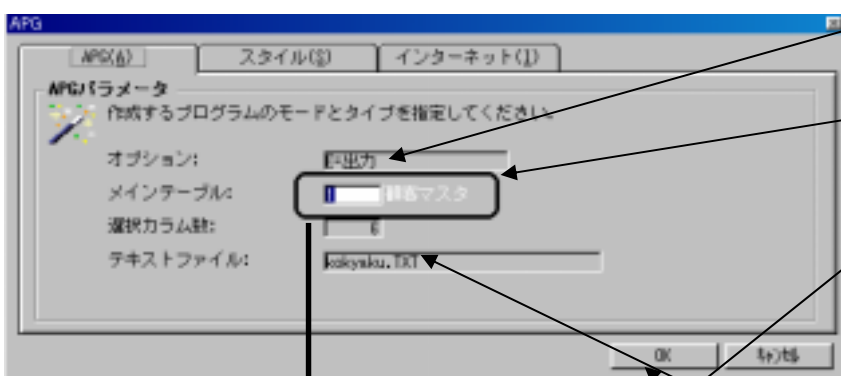 APG
APG(A) スタイル(S) インターネット(I)
APGパラメータ
作成するプログラムのモードとタイプを指定してください。
オプション: E=出力
メインテーブル: 1 顧客マスタ
選択カラム数: 6
テキストファイル: kokyaku.TXT
OK キャンセル